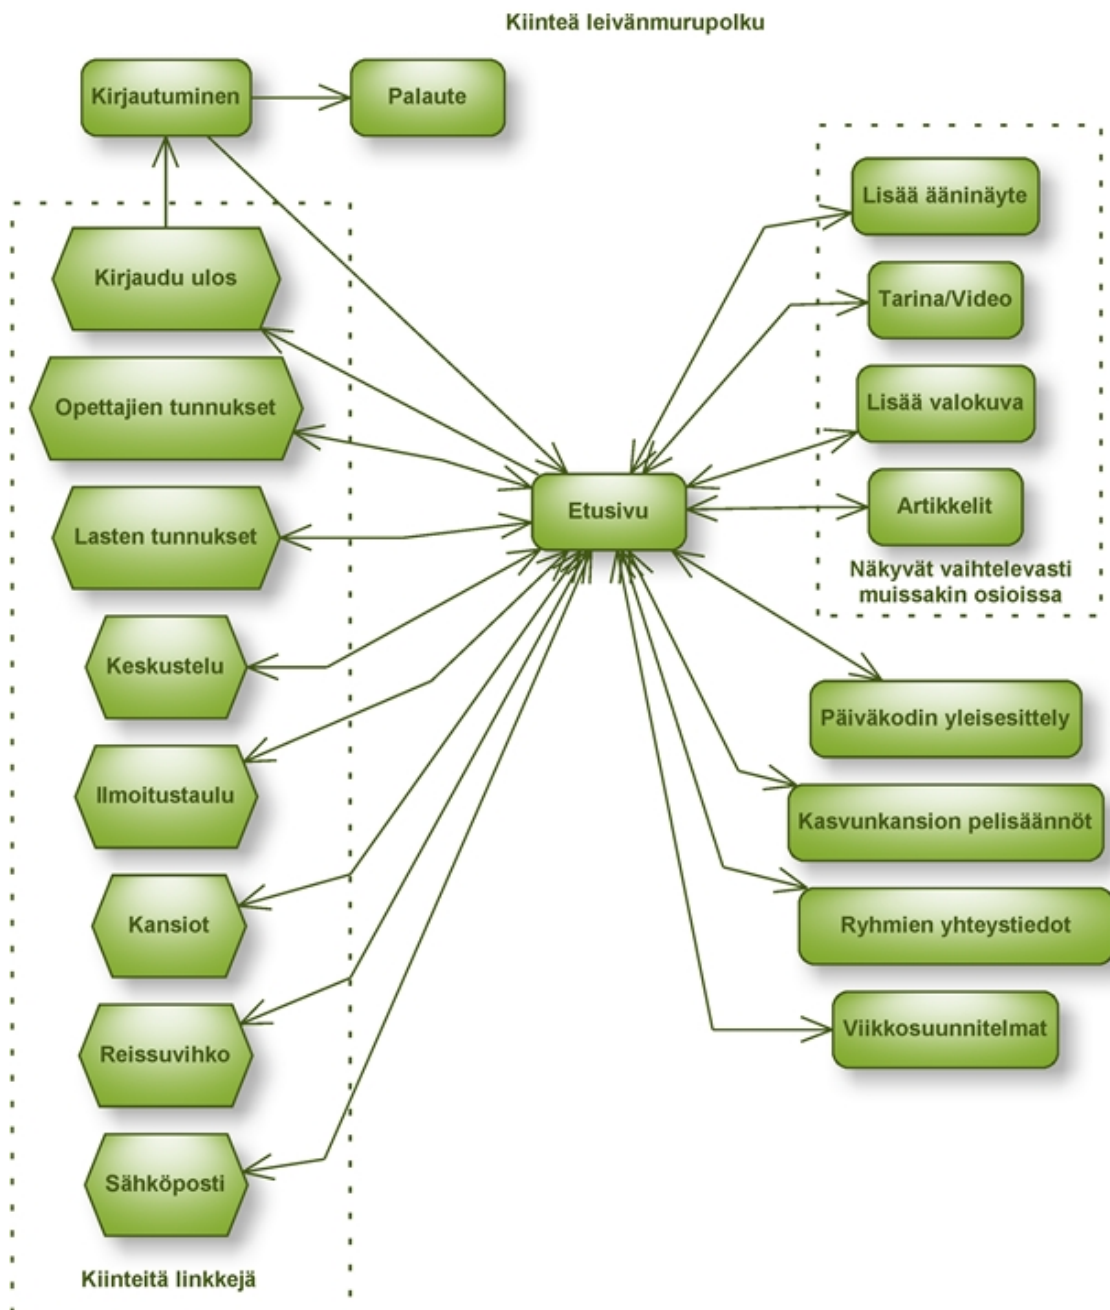 Kiinteä leivänmurupolku
Kirjautuminen
Palaute
Kirjaudu ulos
Opettajien tunnukset
Lasten tunnukset
Keskustelu
Ilmoitustaulu
Kansiot
Reissuvihko
Sähköposti
Kiinteitä linkkejä
Etusivu
Lisää ääninäyte
Tarina/Video
Lisää valokuva
Artikkelit
Näkyvät vaihtelevasti
muissakin osioissa
Päiväkodin yleisesittely
Kasvunkansion pelisäännöt
Ryhmien yhteystiedot
Viikkosuunnitelmat